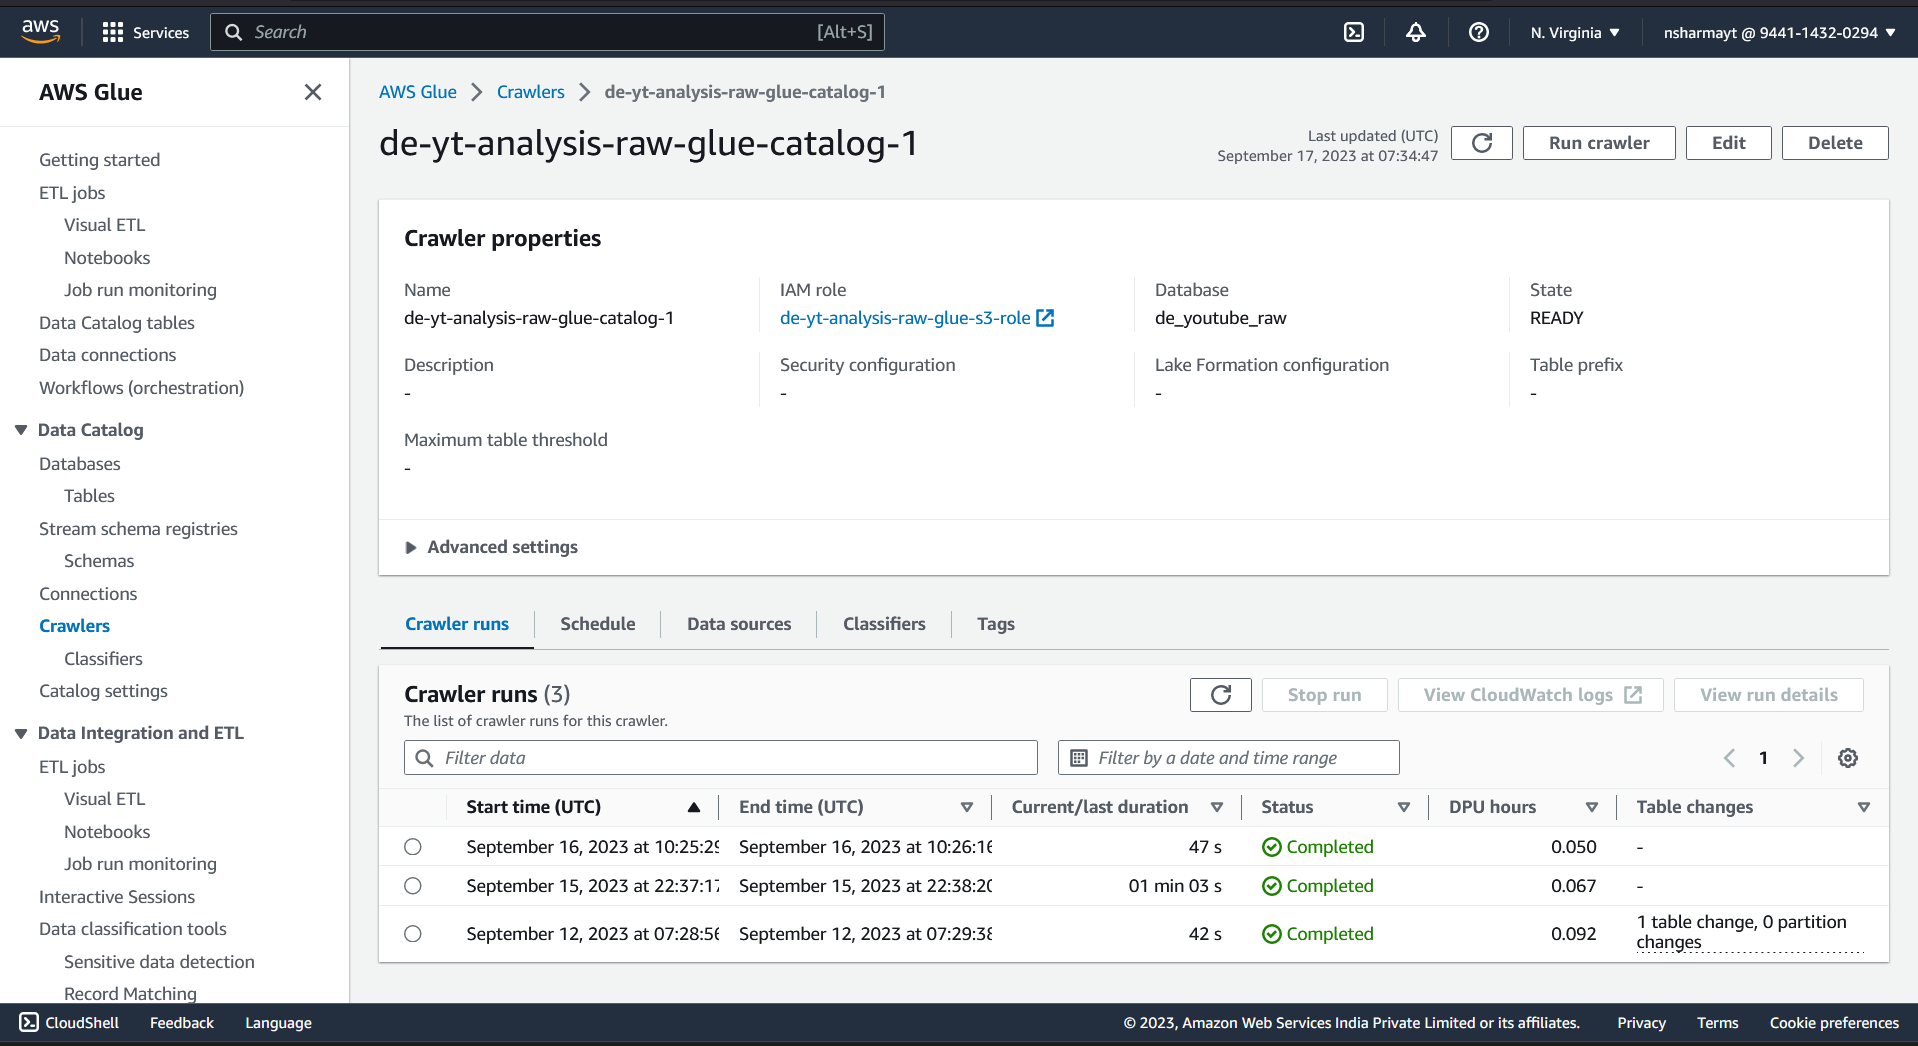 aws
Services
Search
[Alt+S]
N. Virginia
nsharmayt @ 9441-1432-0294
AWS Glue
Getting started
ETL jobs
Visual ETL
Notebooks
Job run monitoring
Data Catalog tables
Data connections
Workflows (orchestration)
Data Catalog
Databases
Tables
Stream schema registries
Schemas
Connections
Crawlers
Classifiers
Catalog settings
Data Integration and ETL
ETL jobs
Visual ETL
Notebooks
Job run monitoring
Interactive Sessions
Data classification tools
Sensitive data detection
Record Matching
AWS Glue > Crawlers > de-yt-analysis-raw-glue-catalog-1
de-yt-analysis-raw-glue-catalog-1
Last updated (UTC)
September 17, 2023 at 07:34:47
Run crawler
Edit
Delete
Crawler properties
Name
de-yt-analysis-raw-glue-catalog-1
IAM role
de-yt-analysis-raw-glue-s3-role
Database
de_youtube_raw
State
READY
Description
-
Security configuration
-
Lake Formation configuration
-
Table prefix
-
Maximum table threshold
-
Advanced settings
Crawler runs
Schedule
Data sources
Classifiers
Tags
Crawler runs (3)
The list of crawler runs for this crawler.
Stop run
View CloudWatch logs
View run details
Filter data
Filter by a date and time range
1
Start time (UTC) End time (UTC) Current/last duration Status DPU hours Table changes
September 16, 2023 at 10:25:29 September 16, 2023 at 10:26:16 47 s Completed 0.050 -
September 15, 2023 at 22:37:17 September 15, 2023 at 22:38:20 01 min 03 s Completed 0.067 -
September 12, 2023 at 07:28:56 September 12, 2023 at 07:29:38 42 s Completed 0.092 1 table change, 0 partition
changes
CloudShell
Feedback
Language
© 2023, Amazon Web Services India Private Limited or its affiliates.
Privacy
Terms
Cookie preferences